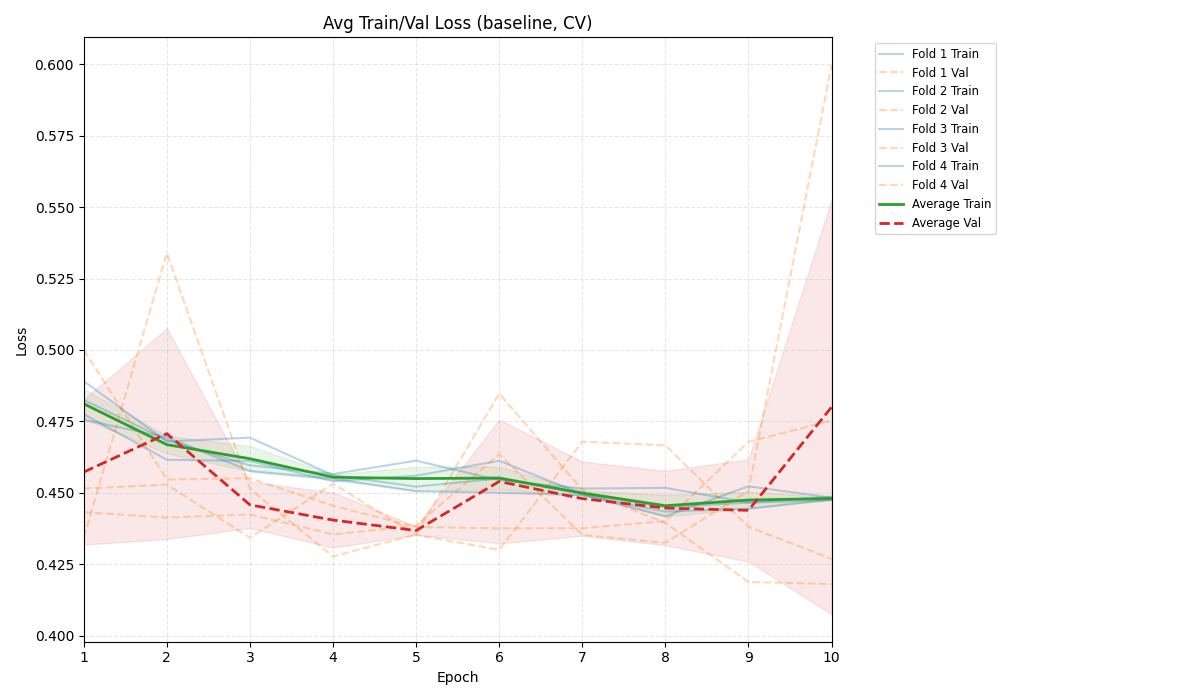 Avg Train/Val Loss (baseline, CV)
0.600
0.575
0.550
0.525
0.500
0.475
0.450
0.425
0.400
Loss
1 2 3 4 5 6 7 8 9 10
Epoch
Fold 1 Train
Fold 1 Val
Fold 2 Train
Fold 2 Val
Fold 3 Train
Fold 3 Val
Fold 4 Train
Fold 4 Val
Average Train
Average Val